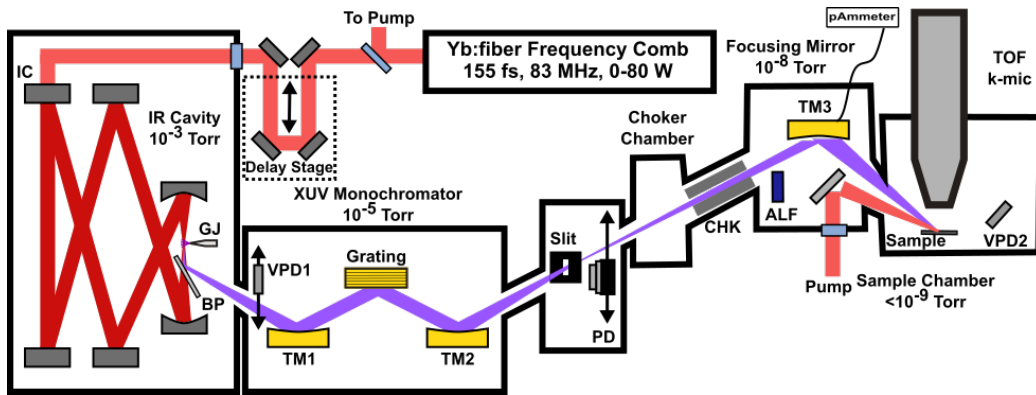 To Pump
Yb:fiber Frequency Comb
155 fs, 83 MHz, 0-80 W
pAmmeter
Focusing Mirror
10-8 Torr
TM3
TOF
k-mic
IC
IR Cavity
10-3 Torr
Delay Stage
Choker
Chamber
XUV Monochromator
10-5 Torr
GJ
BP
VPD1
Grating
TM1
TM2
Slit
PD
CHK
ALF
Pump
Sample
VPD2
Sample Chamber
<10-9 Torr